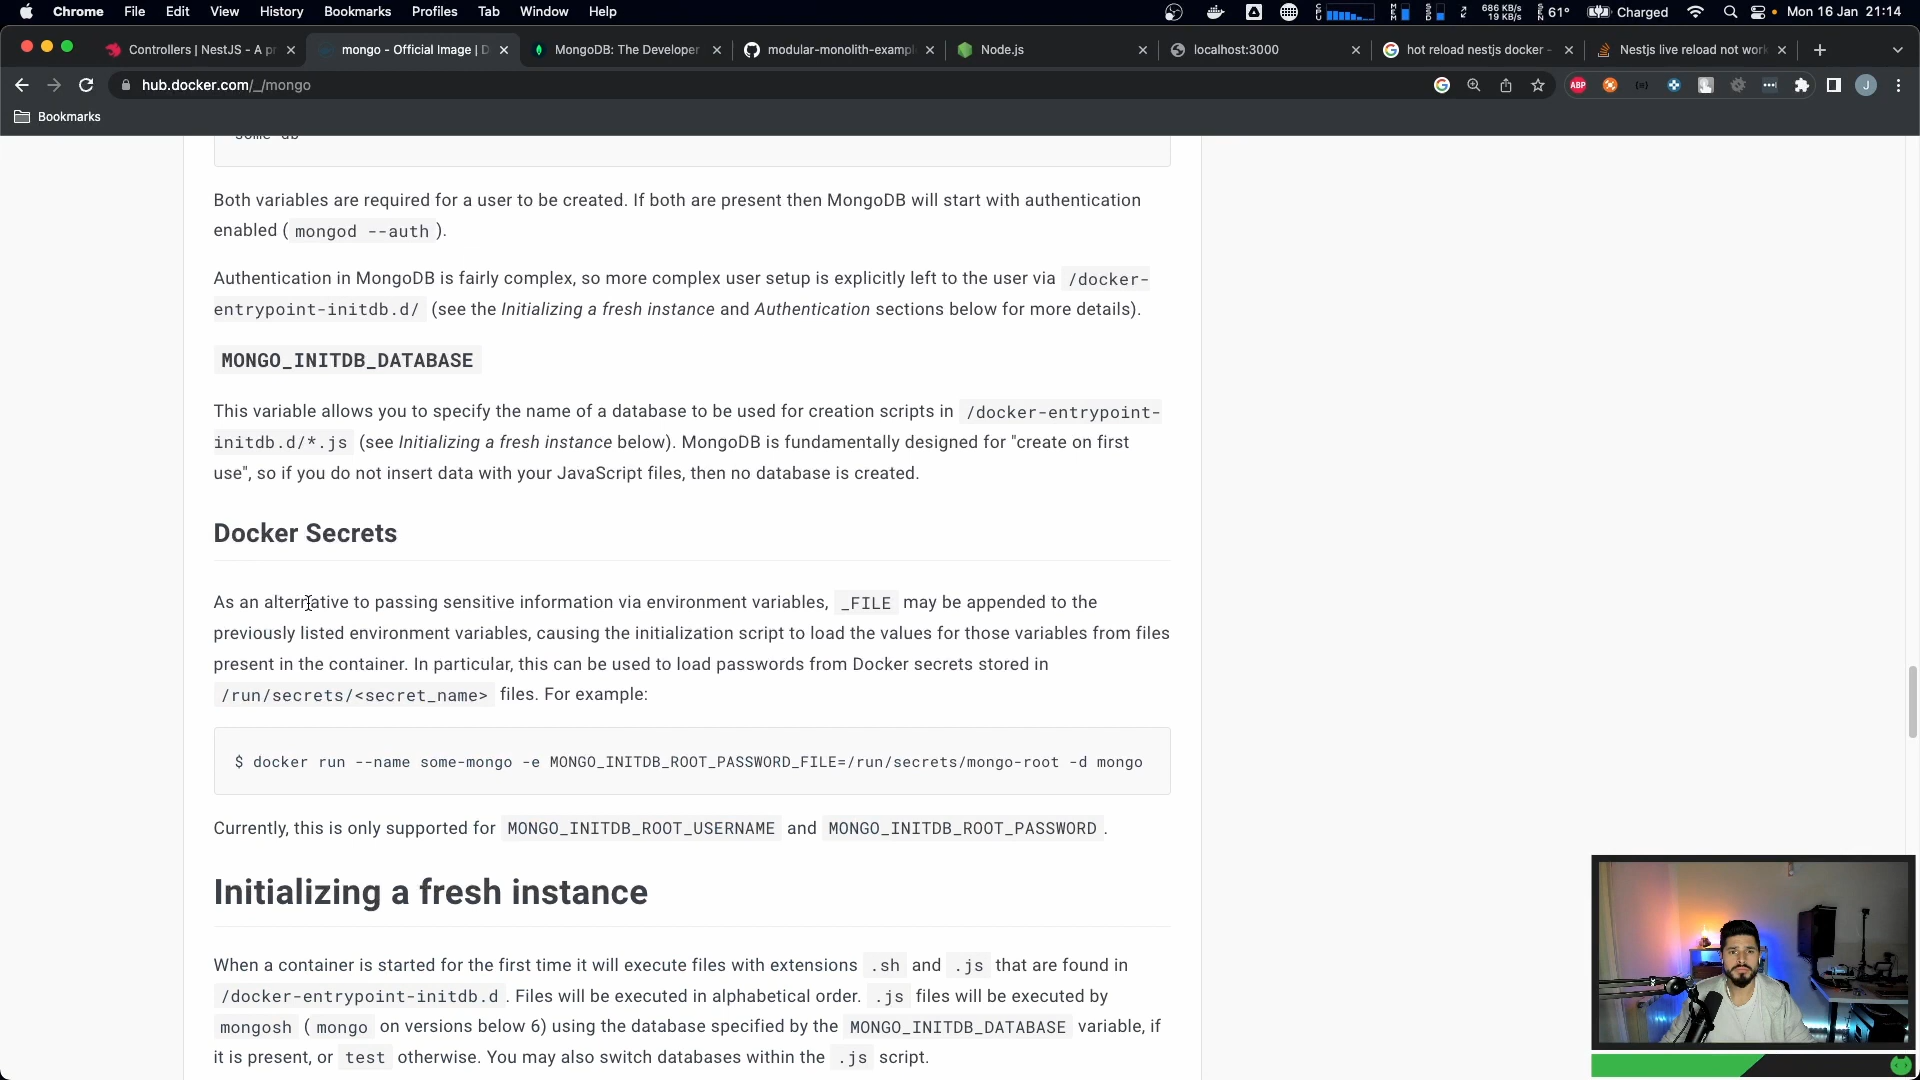 Chrome File Edit View History Bookmarks Profiles Tab Window Help 686 KB/s 19 KB/s 61° Charged Mon 16 Jan 21:14
Controllers | NestJS - A pr mongo - Official Image | D MongoDB: The Developer modular-monolith-exampl Node.js localhost:3000 hot reload nestjs docker - Nestjs live reload not work
hub.docker.com/_/mongo ABP J
Bookmarks
Both variables are required for a user to be created. If both are present then MongoDB will start with authentication
enabled ( mongod --auth ).
Authentication in MongoDB is fairly complex, so more complex user setup is explicitly left to the user via /docker-
entrypoint-initdb.d/ (see the Initializing a fresh instance and Authentication sections below for more details).
MONGO_INITDB_DATABASE
This variable allows you to specify the name of a database to be used for creation scripts in /docker-entrypoint-
initdb.d/*.js (see Initializing a fresh instance below). MongoDB is fundamentally designed for "create on first
use", so if you do not insert data with your JavaScript files, then no database is created.
Docker Secrets
As an alternative to passing sensitive information via environment variables, _FILE may be appended to the
previously listed environment variables, causing the initialization script to load the values for those variables from files
present in the container. In particular, this can be used to load passwords from Docker secrets stored in
/run/secrets/<secret_name> files. For example:
$ docker run --name some-mongo -e MONGO_INITDB_ROOT_PASSWORD_FILE=/run/secrets/mongo-root -d mongo
Currently, this is only supported for MONGO_INITDB_ROOT_USERNAME and MONGO_INITDB_ROOT_PASSWORD .
Initializing a fresh instance
When a container is started for the first time it will execute files with extensions .sh and .js that are found in
/docker-entrypoint-initdb.d . Files will be executed in alphabetical order. .js files will be executed by
mongosh ( mongo on versions below 6) using the database specified by the MONGO_INITDB_DATABASE variable, if
it is present, or test otherwise. You may also switch databases within the .js script.